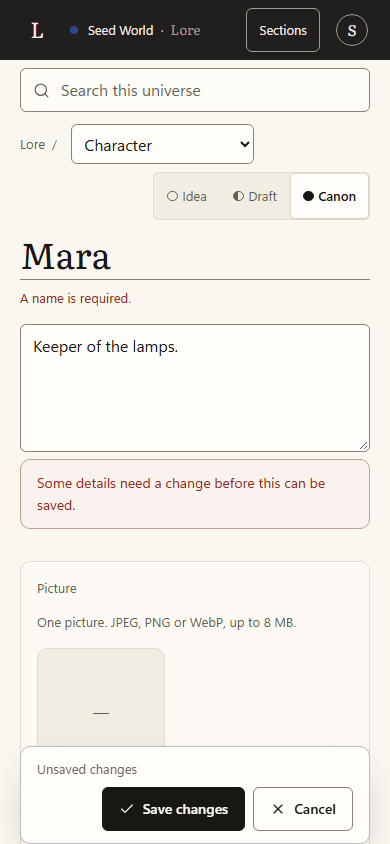 L Seed World · Lore Sections S
Search this universe
Lore / Character
Idea Draft Canon
Mara
A name is required.
Keeper of the lamps.
Some details need a change before this can be
saved.
Picture
One picture. JPEG, PNG or WebP, up to 8 MB.
—
Unsaved changes
Save changes Cancel